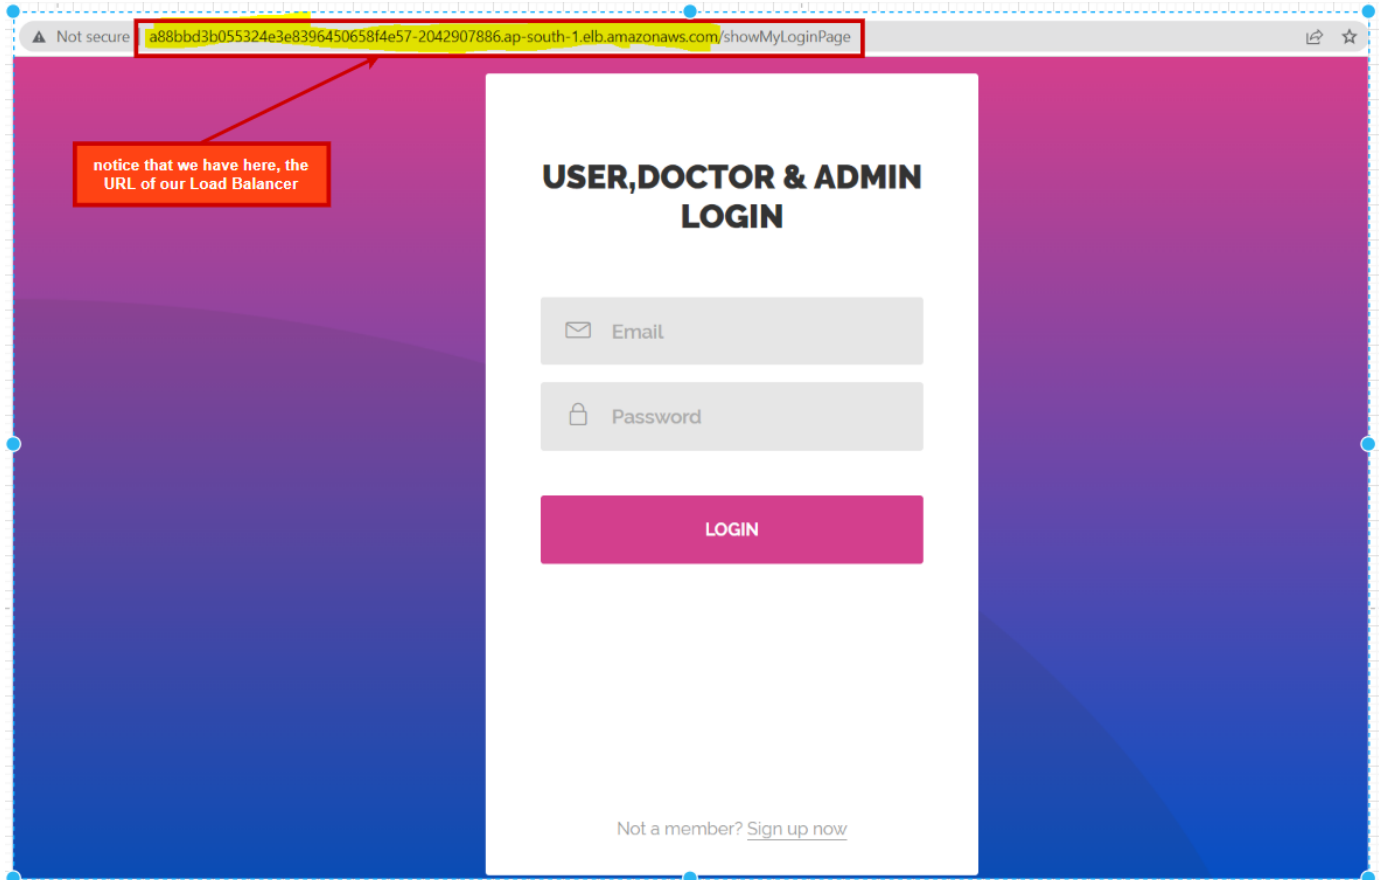 Not secure a88bbd3b055324e3e8396450658f4e57-2042907886.ap-south-1.elb.amazonaws.com/showMyLoginPage
notice that we have here, the
URL of our Load Balancer
USER,DOCTOR & ADMIN
LOGIN
Email
Password
LOGIN
Not a member? Sign up now